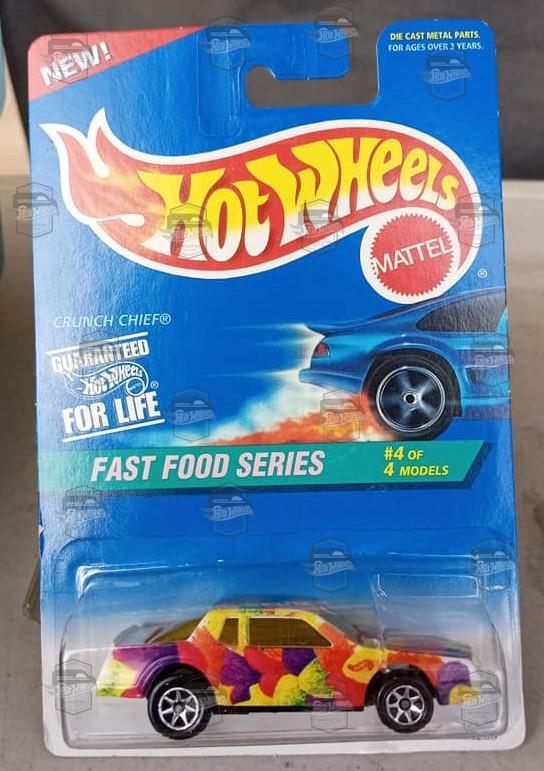 NEW!
DIE CAST METAL PARTS.
FOR AGES OVER 3 YEARS.
Hot Wheels
MATTEL
®
CRUNCH CHIEF®
GUARANTEED
Hot Wheels®
FOR LIFE
FAST FOOD SERIES
#4 OF
4 MODELS